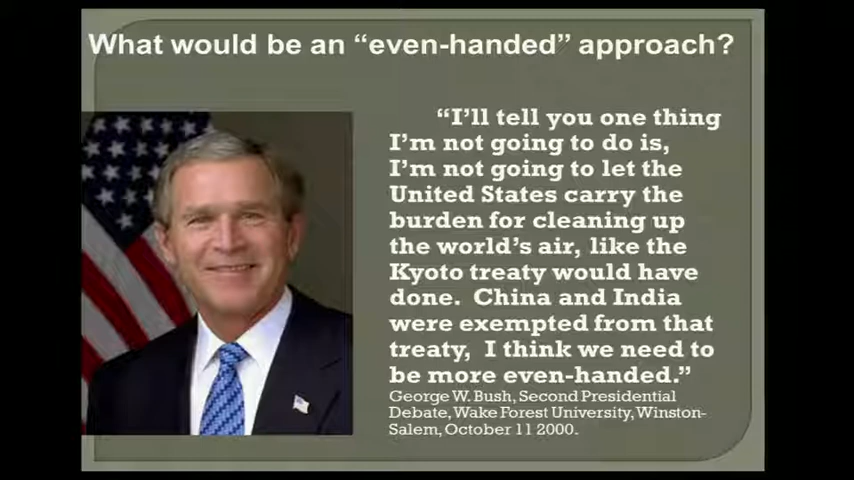 What would be an “even-handed” approach?
“I’ll tell you one thing
I’m not going to do is,
I’m not going to let the
United States carry the
burden for cleaning up
the world’s air, like the
Kyoto treaty would have
done.  China and India
were exempted from that
treaty,  I think we need to
be more even-handed.”
George W. Bush, Second Presidential
Debate, Wake Forest University, Winston-
Salem, October 11 2000.